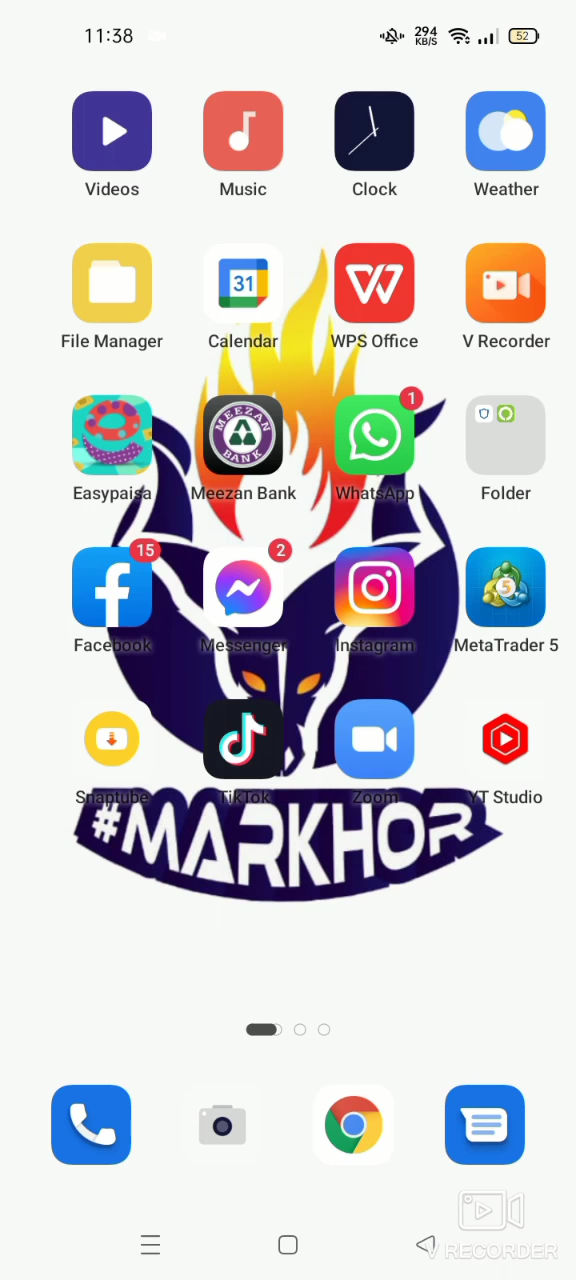 11:38 294 KB/S 52
Videos Music Clock Weather
31
File Manager Calendar WPS Office V Recorder
MEEZAN BANK 1
Easypaisa Meezan Bank WhatsApp Folder
15 2 5
Facebook Messenger Instagram MetaTrader 5
Snaptube TikTok Zoom YT Studio
#MARKHOR
V RECORDER